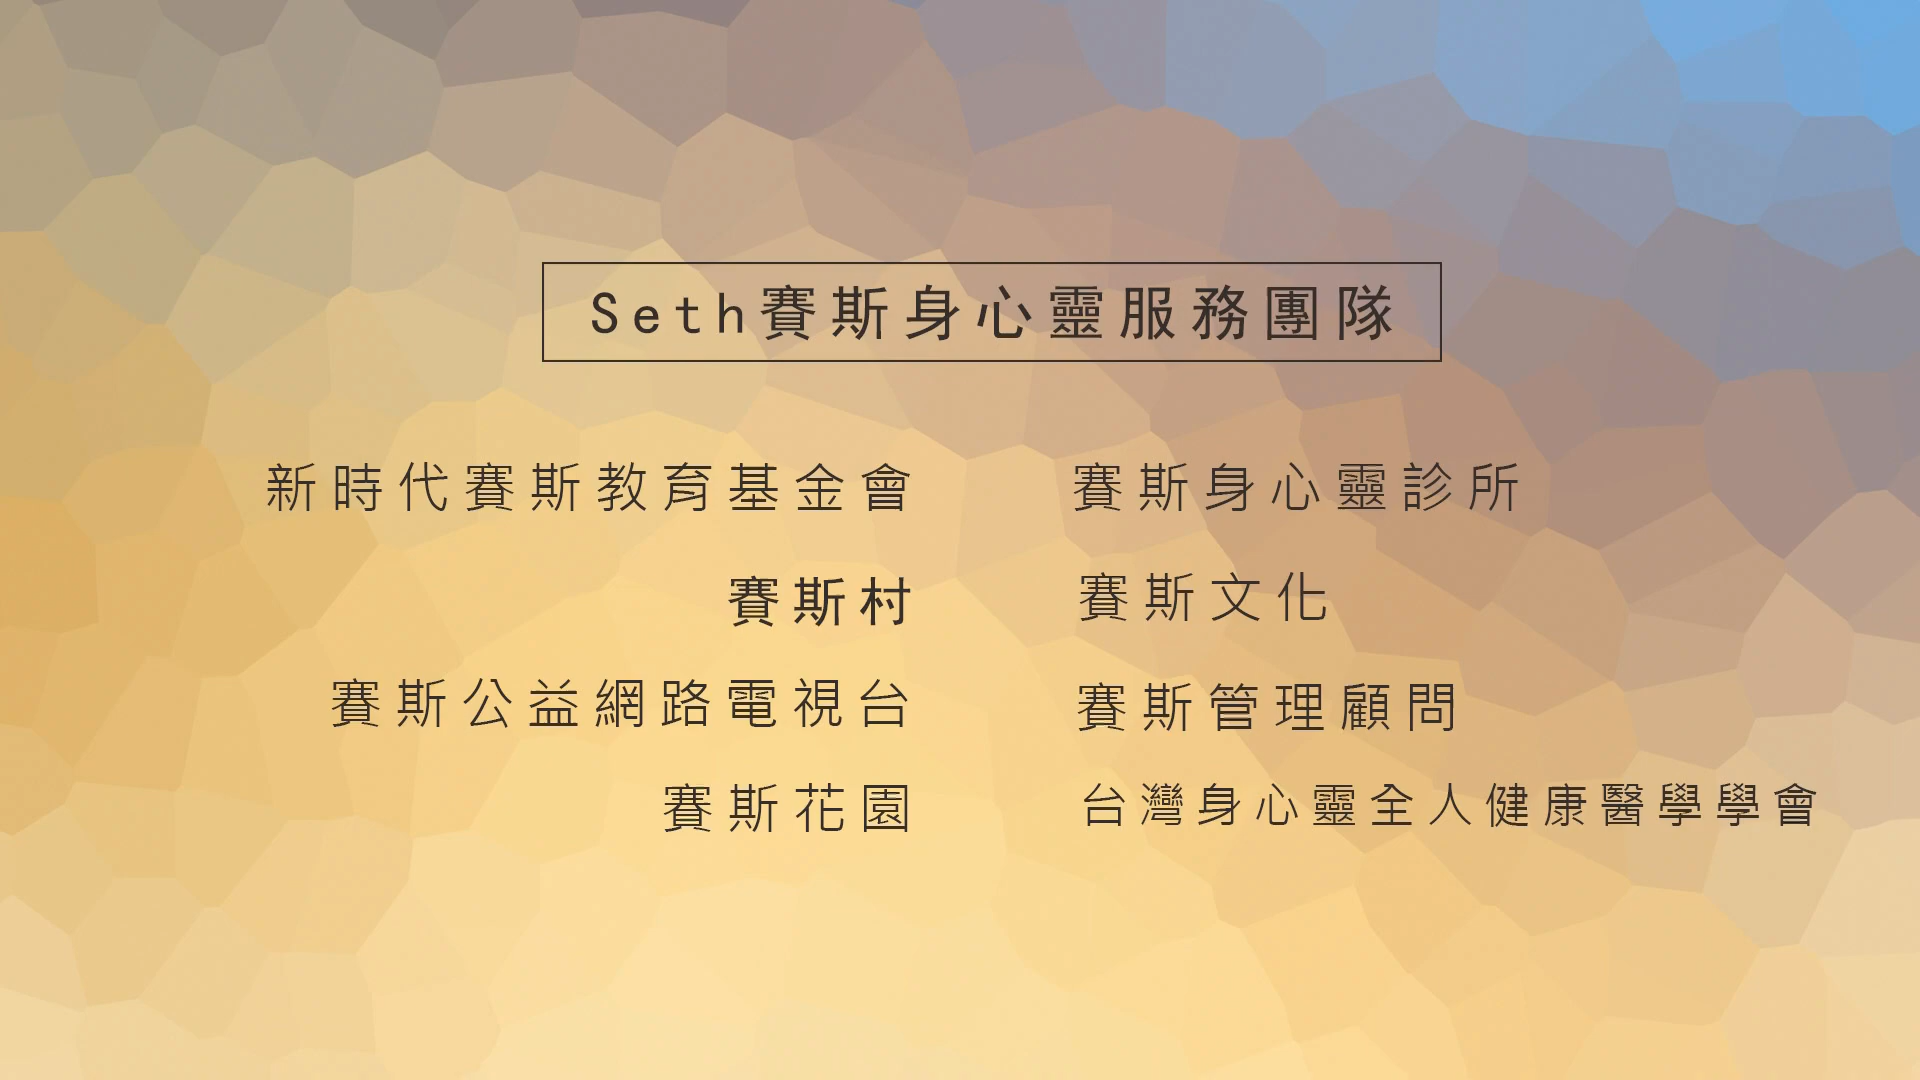 Seth賽斯身心靈服務團隊
新時代賽斯教育基金會
賽斯身心靈診所
賽斯村
賽斯文化
賽斯公益網路電視台
賽斯管理顧問
賽斯花園
台灣身心靈全人健康醫學學會